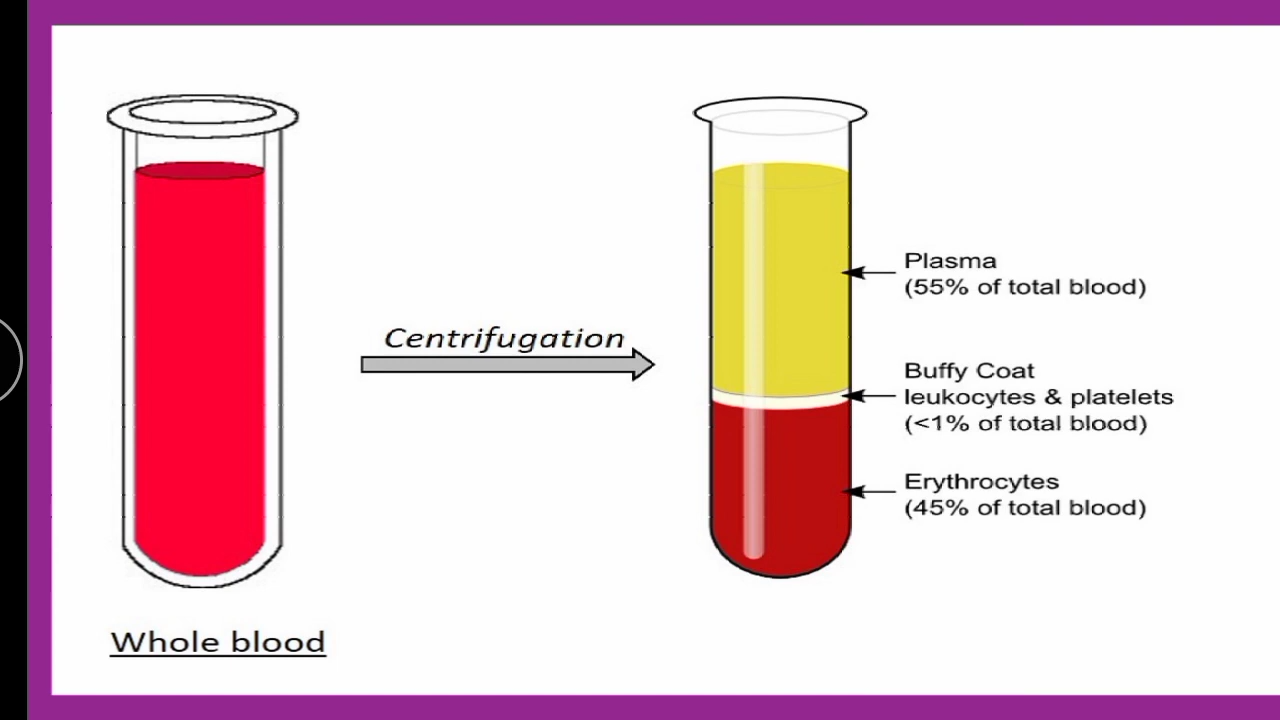 Centrifugation
Plasma
(55% of total blood)
Buffy Coat
leukocytes & platelets
(<1% of total blood)
Erythrocytes
(45% of total blood)
Whole blood